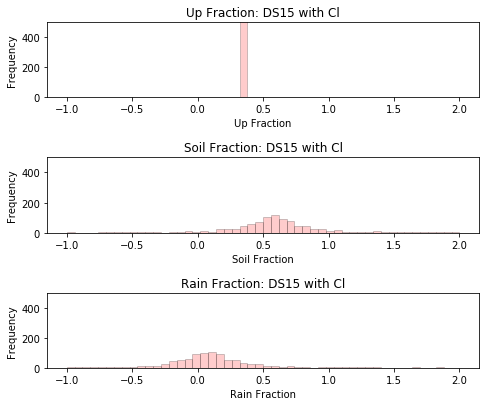 Up Fraction: DS15 with Cl
400
200
0
Frequency
−1.0 −0.5 0.0 0.5 1.0 1.5 2.0
Up Fraction
Soil Fraction: DS15 with Cl
400
200
0
Frequency
−1.0 −0.5 0.0 0.5 1.0 1.5 2.0
Soil Fraction
Rain Fraction: DS15 with Cl
400
200
0
Frequency
−1.0 −0.5 0.0 0.5 1.0 1.5 2.0
Rain Fraction